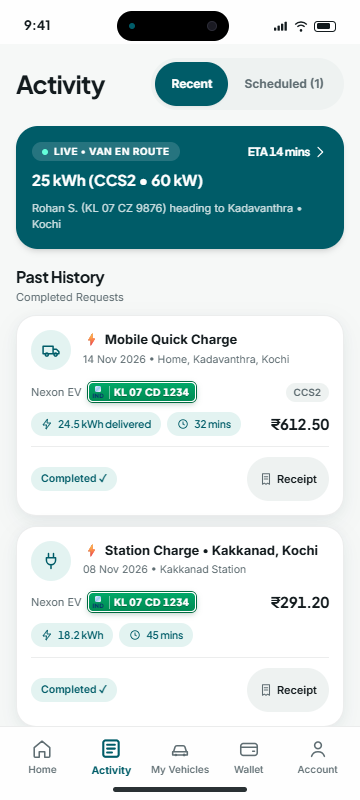 9:41
Activity
Recent
Scheduled (1)
LIVE • VAN EN ROUTE
ETA 14 mins
25 kWh (CCS2 • 60 kW)
Rohan S. (KL 07 CZ 9876) heading to Kadavanthra •
Kochi
Past History
Completed Requests
Mobile Quick Charge
14 Nov 2026 • Home, Kadavanthra, Kochi
Nexon EV
IND
KL 07 CD 1234
CCS2
24.5 kWh delivered
32 mins
₹612.50
Completed ✓
Receipt
Station Charge • Kakkanad, Kochi
08 Nov 2026 • Kakkanad Station
Nexon EV
IND
KL 07 CD 1234
₹291.20
18.2 kWh
45 mins
Completed ✓
Receipt
Home
Activity
My Vehicles
Wallet
Account